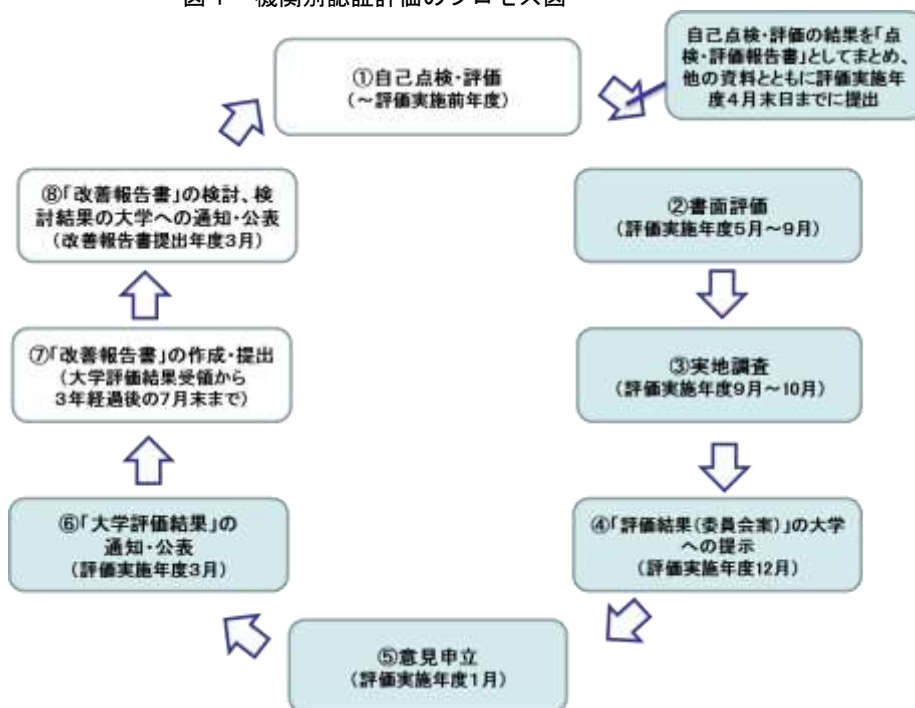 図1 機関別認証評価のプロセス図
自己点検・評価の結果を「点
検・評価報告書」としてまとめ、
他の資料とともに評価実施年
度4月末日までに提出
①自己点検・評価
(～評価実施前年度)
②書面評価
(評価実施年度5月～9月)
③実地調査
(評価実施年度9月～10月)
④「評価結果(委員会案)」の大学
への提示
(評価実施年度12月)
⑤意見申立
(評価実施年度1月)
⑥「大学評価結果」の
通知・公表
(評価実施年度3月)
⑦「改善報告書」の作成・提出
(大学評価結果受領から
3年経過後の7月末まで)
⑧「改善報告書」の検討、検
討結果の大学への通知・公表
(改善報告書提出年度3月)